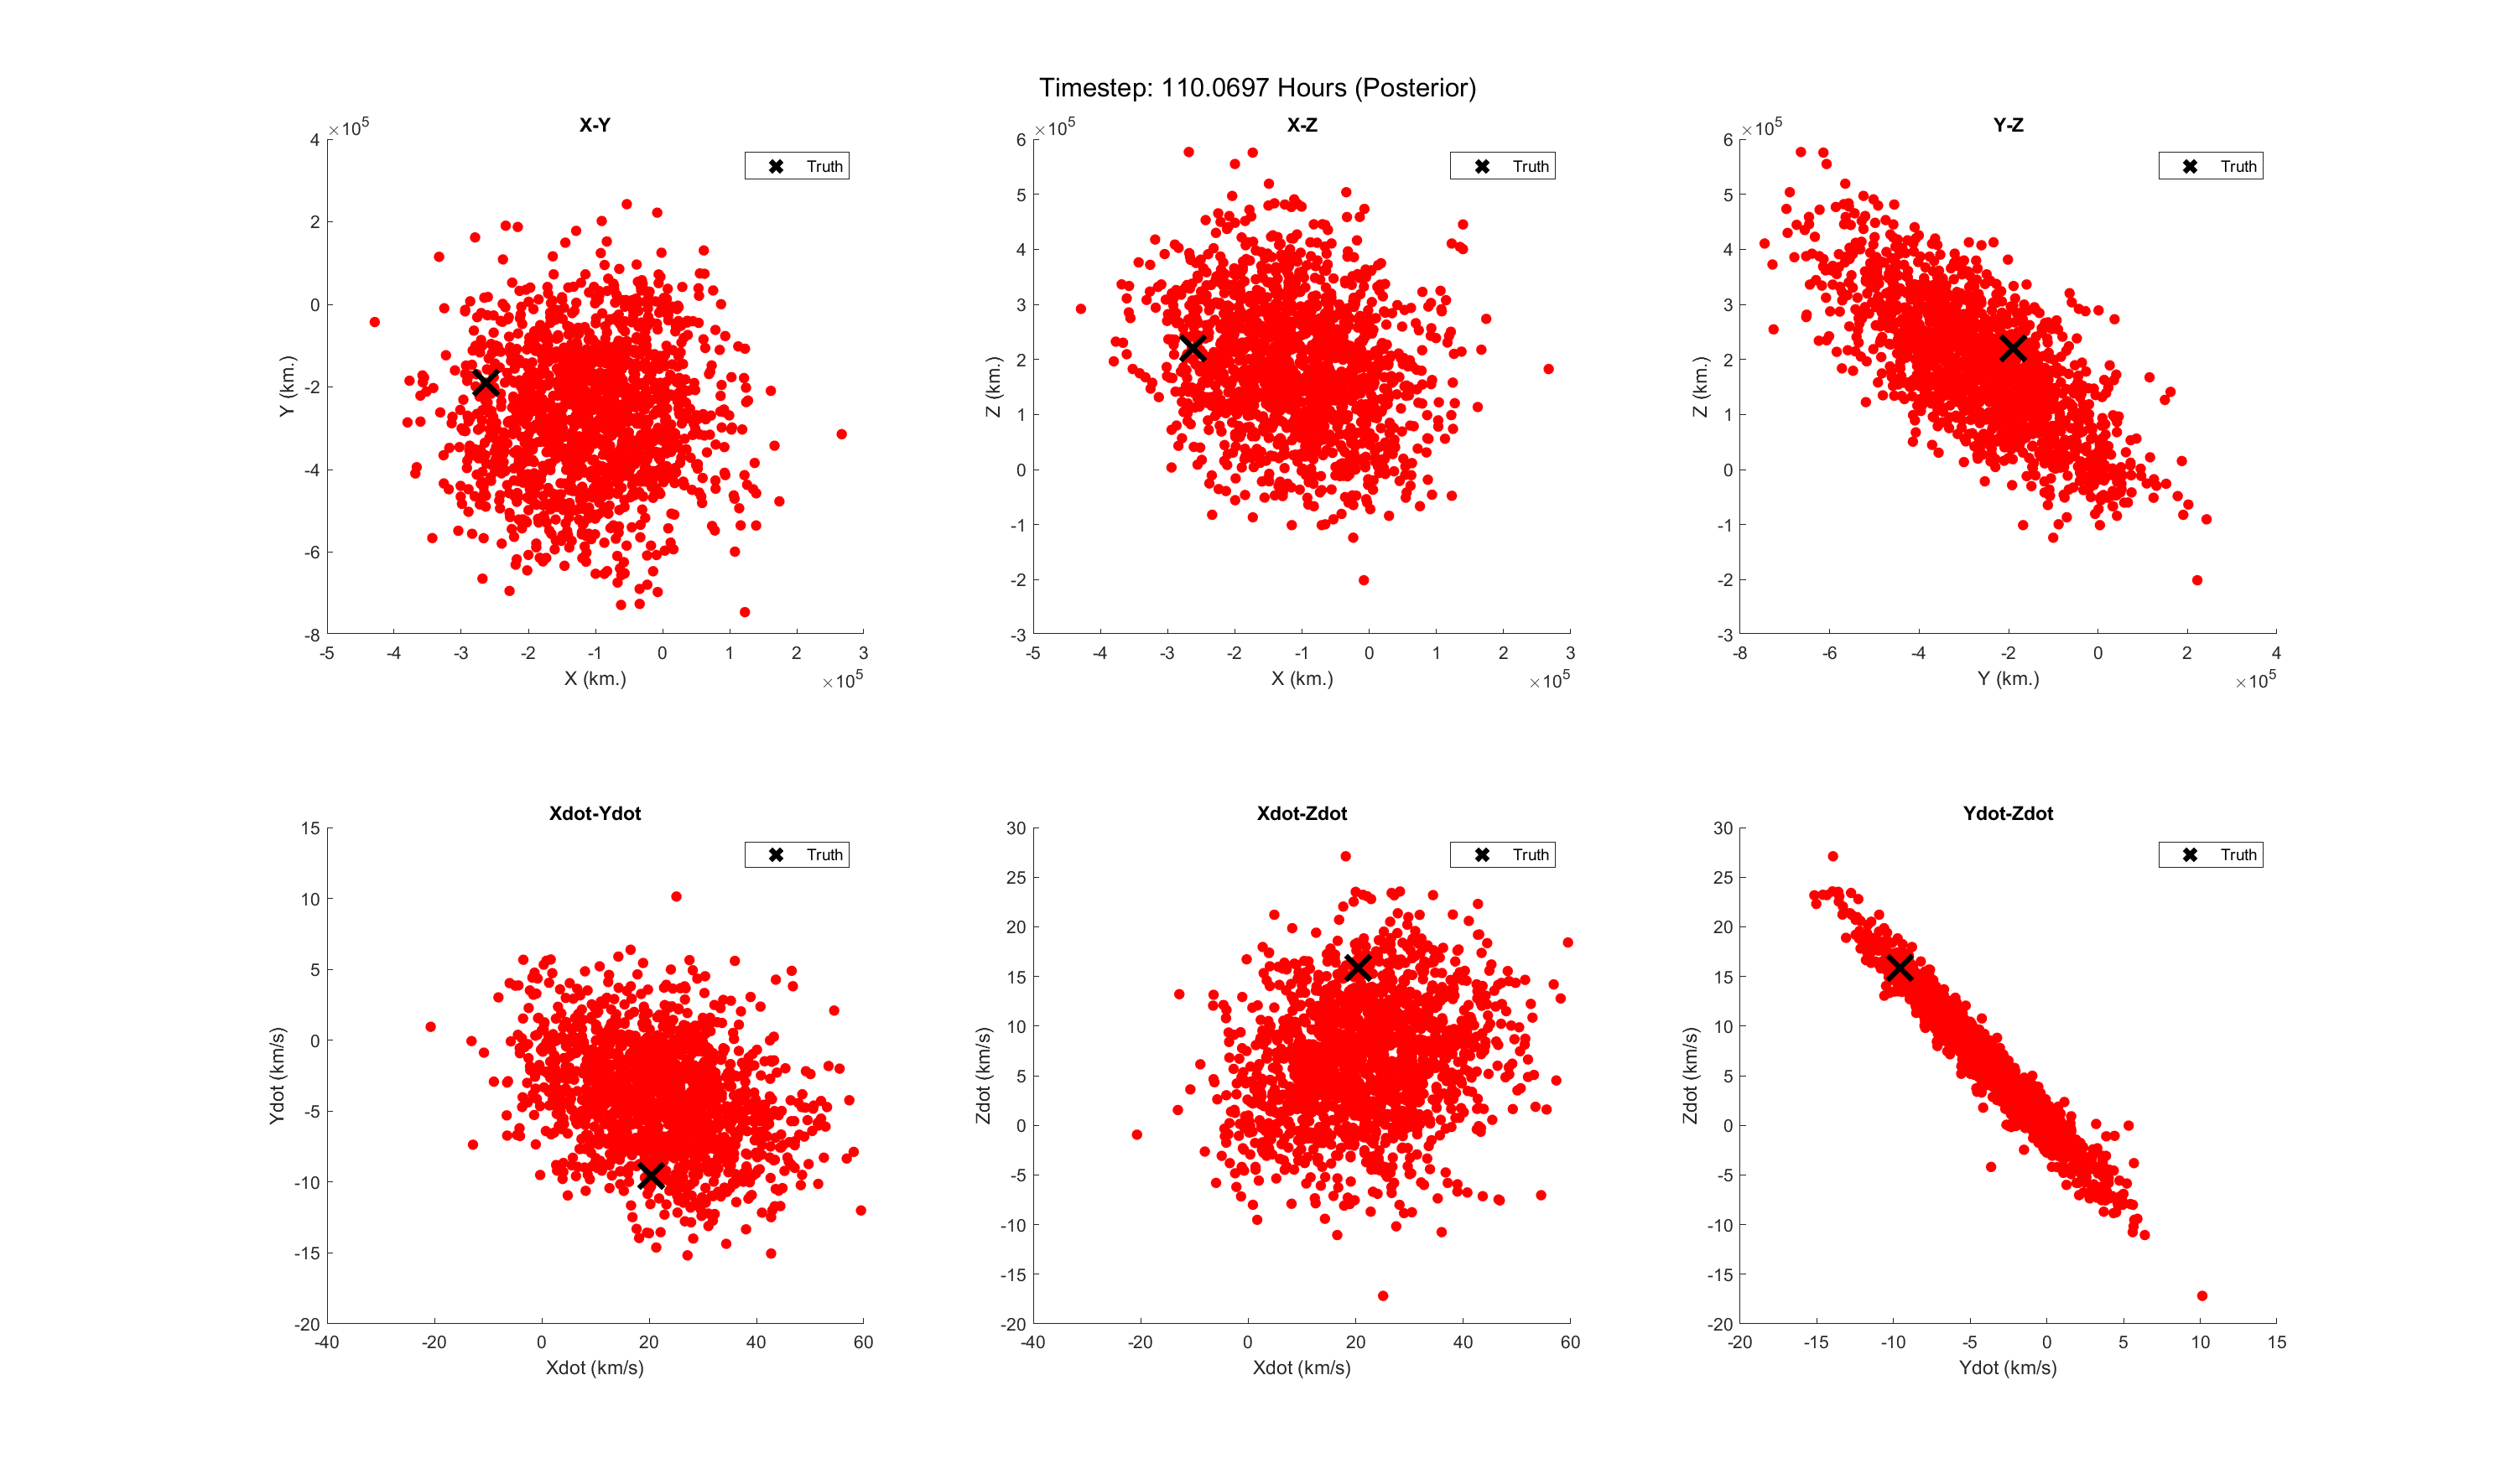 Timestep: 110.0697 Hours (Posterior)
X-Y
×10^5
Truth
4
2
0
-2
-4
-6
-8
Y (km.)
-5 -4 -3 -2 -1 0 1 2 3
X (km.)
×10^5
X-Z
×10^5
Truth
6
5
4
3
2
1
0
-1
-2
-3
Z (km.)
-5 -4 -3 -2 -1 0 1 2 3
X (km.)
×10^5
Y-Z
×10^5
Truth
6
5
4
3
2
1
0
-1
-2
-3
Z (km.)
-8 -6 -4 -2 0 2 4
Y (km.)
×10^5
Xdot-Ydot
Truth
15
10
5
0
-5
-10
-15
-20
Ydot (km/s)
-40 -20 0 20 40 60
Xdot (km/s)
Xdot-Zdot
Truth
30
25
20
15
10
5
0
-5
-10
-15
-20
Zdot (km/s)
-40 -20 0 20 40 60
Xdot (km/s)
Ydot-Zdot
Truth
30
25
20
15
10
5
0
-5
-10
-15
-20
Zdot (km/s)
-20 -15 -10 -5 0 5 10 15
Ydot (km/s)